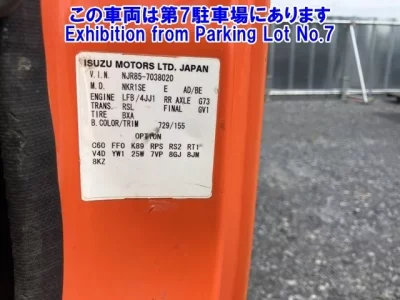 この車両は第7駐車場にあります
Exhibition from Parking Lot No.7
ISUZU MOTORS LTD. JAPAN
V.I.N. NJR85-7038020
M.O. NKR1SE E AD/BE
ENGINE LFB/4JJ1 RR AXLE G73
TRANS. RSL FINAL GV1
TIRE BXA
B.COLOR/TRIM 729/155
OPTION
C60 FF0 K89 RPS RS2 RT1
V4D YW1 25W 7VP 8GJ 8JM
8KZ